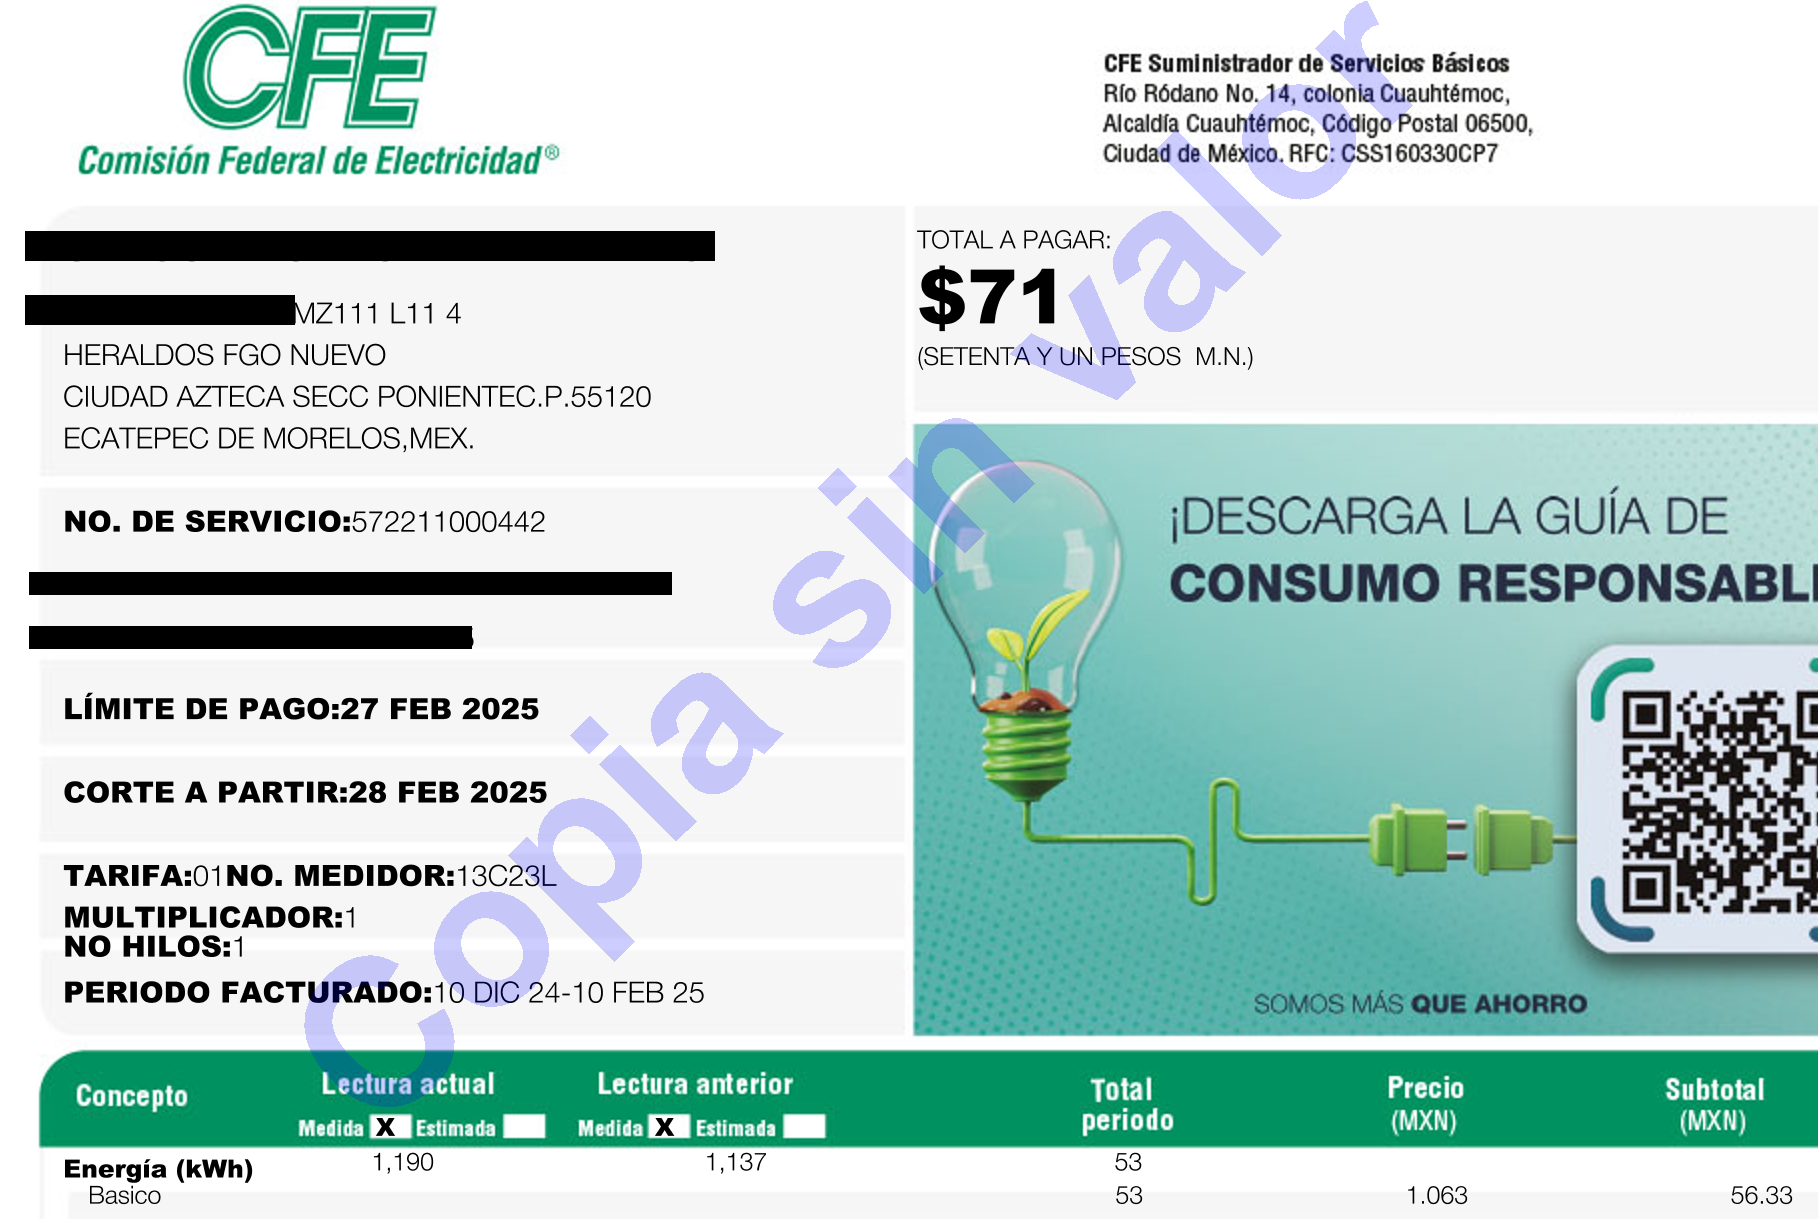 CFE
Comisión Federal de Electricidad®
CFE Suministrador de Servicios Básicos
Río Ródano No. 14, colonia Cuauhtémoc,
Alcaldía Cuauhtémoc, Código Postal 06500,
Ciudad de México. RFC: CSS160330CP7
MZ111 L11 4
HERALDOS FGO NUEVO
CIUDAD AZTECA SECC PONIENTEC.P.55120
ECATEPEC DE MORELOS,MEX.
TOTAL A PAGAR:
$71
(SETENTA Y UN PESOS M.N.)
NO. DE SERVICIO:572211000442
LÍMITE DE PAGO:27 FEB 2025
CORTE A PARTIR:28 FEB 2025
TARIFA:01NO. MEDIDOR:13C23L
MULTIPLICADOR:1
NO HILOS:1
PERIODO FACTURADO:10 DIC 24-10 FEB 25
¡DESCARGA LA GUÍA DE
CONSUMO RESPONSABL
SOMOS MÁS QUE AHORRO
Copia sin valor
Concepto Lectura actual Lectura anterior Total periodo Precio (MXN) Subtotal (MXN)
Medida X Estimada Medida X Estimada
Energía (kWh) 1,190 1,137 53
Basico 53 1.063 56.33